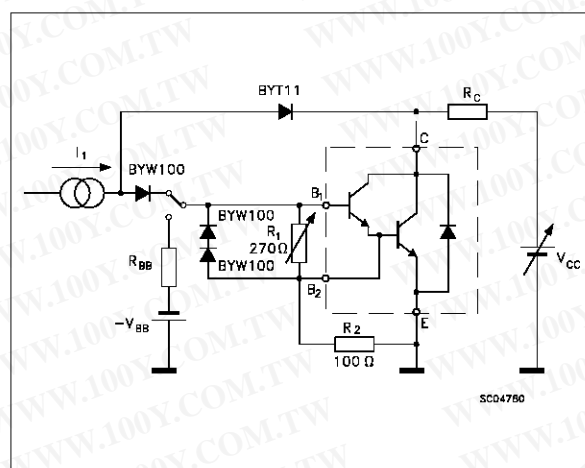 WWW.100Y.COM.TW
BYT11
R_C
C
I_1
BYW100
B_1
BYW100
R_1
270Ω
BYW100
R_BB
B_2
V_CC
-V_BB
E
R_2
100 Ω
SC04760